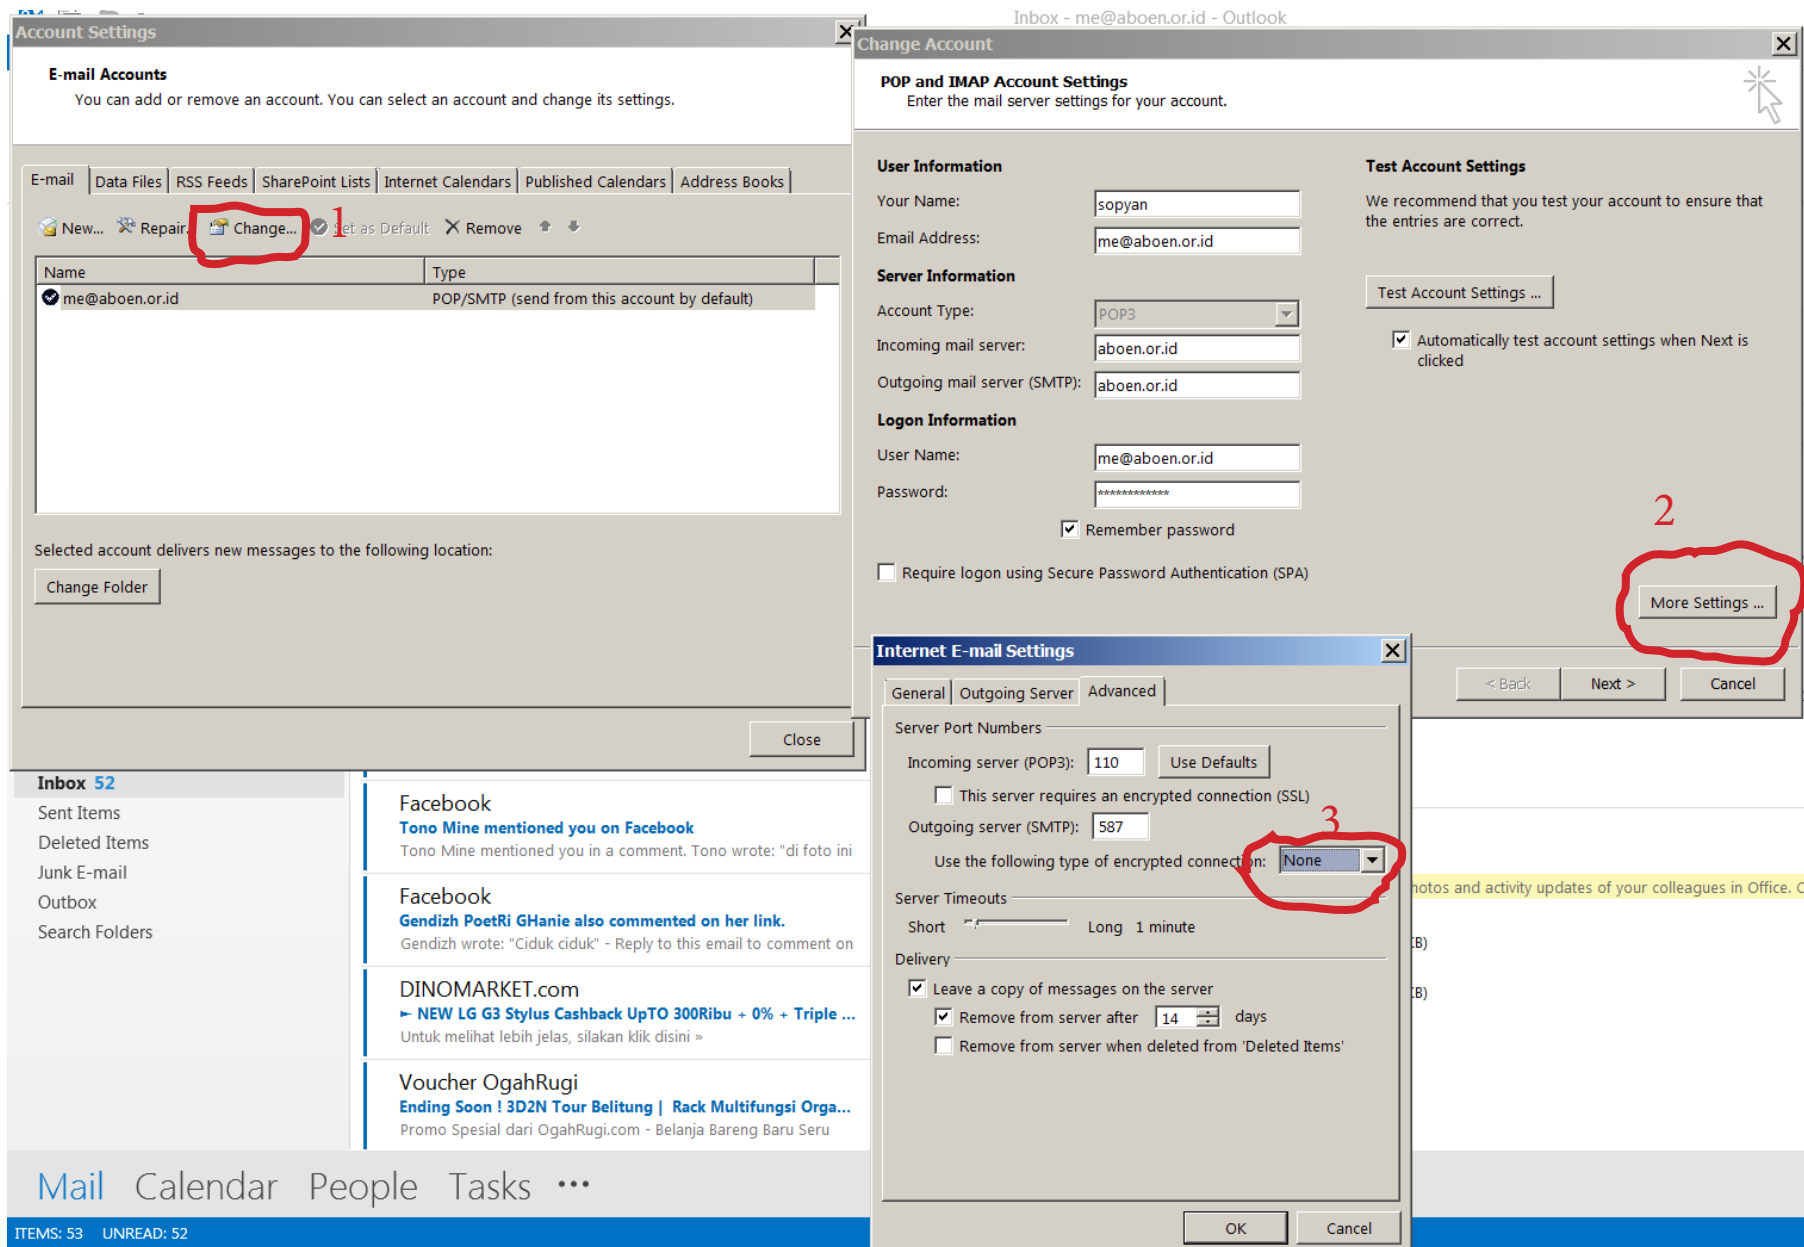 Inbox - me@aboen.or.id - Outlook
Account Settings
E-mail Accounts
You can add or remove an account. You can select an account and change its settings.
E-mail Data Files RSS Feeds SharePoint Lists Internet Calendars Published Calendars Address Books
New... Repair. Change... 1 Set as Default Remove
Name Type
me@aboen.or.id POP/SMTP (send from this account by default)
Selected account delivers new messages to the following location:
Change Folder
Close
Change Account
POP and IMAP Account Settings
Enter the mail server settings for your account.
User Information
Your Name: sopyan
Email Address: me@aboen.or.id
Server Information
Account Type: POP3
Incoming mail server: aboen.or.id
Outgoing mail server (SMTP): aboen.or.id
Logon Information
User Name: me@aboen.or.id
Password: ************
Remember password
Require logon using Secure Password Authentication (SPA)
Test Account Settings
We recommend that you test your account to ensure that
the entries are correct.
Test Account Settings ...
Automatically test account settings when Next is
clicked
2
More Settings ...
< Back Next > Cancel
Internet E-mail Settings
General Outgoing Server Advanced
Server Port Numbers
Incoming server (POP3): 110 Use Defaults
This server requires an encrypted connection (SSL)
3
Outgoing server (SMTP): 587
Use the following type of encrypted connection: None
Server Timeouts
Short Long 1 minute
Delivery
Leave a copy of messages on the server
Remove from server after 14 days
Remove from server when deleted from 'Deleted Items'
OK Cancel
Inbox 52
Sent Items
Deleted Items
Junk E-mail
Outbox
Search Folders
Facebook
Tono Mine mentioned you on Facebook
Tono Mine mentioned you in a comment. Tono wrote: "di foto ini
Facebook
Gendizh PoetRi GHanie also commented on her link.
Gendizh wrote: "Ciduk ciduk" - Reply to this email to comment on
DINOMARKET.com
► NEW LG G3 Stylus Cashback UpTO 300Ribu + 0% + Triple ...
Untuk melihat lebih jelas, silakan klik disini »
Voucher OgahRugi
Ending Soon ! 3D2N Tour Belitung | Rack Multifungsi Orga...
Promo Spesial dari OgahRugi.com - Belanja Bareng Baru Seru
hotos and activity updates of your colleagues in Office. C
B)
B)
Mail Calendar People Tasks ···
ITEMS: 53 UNREAD: 52